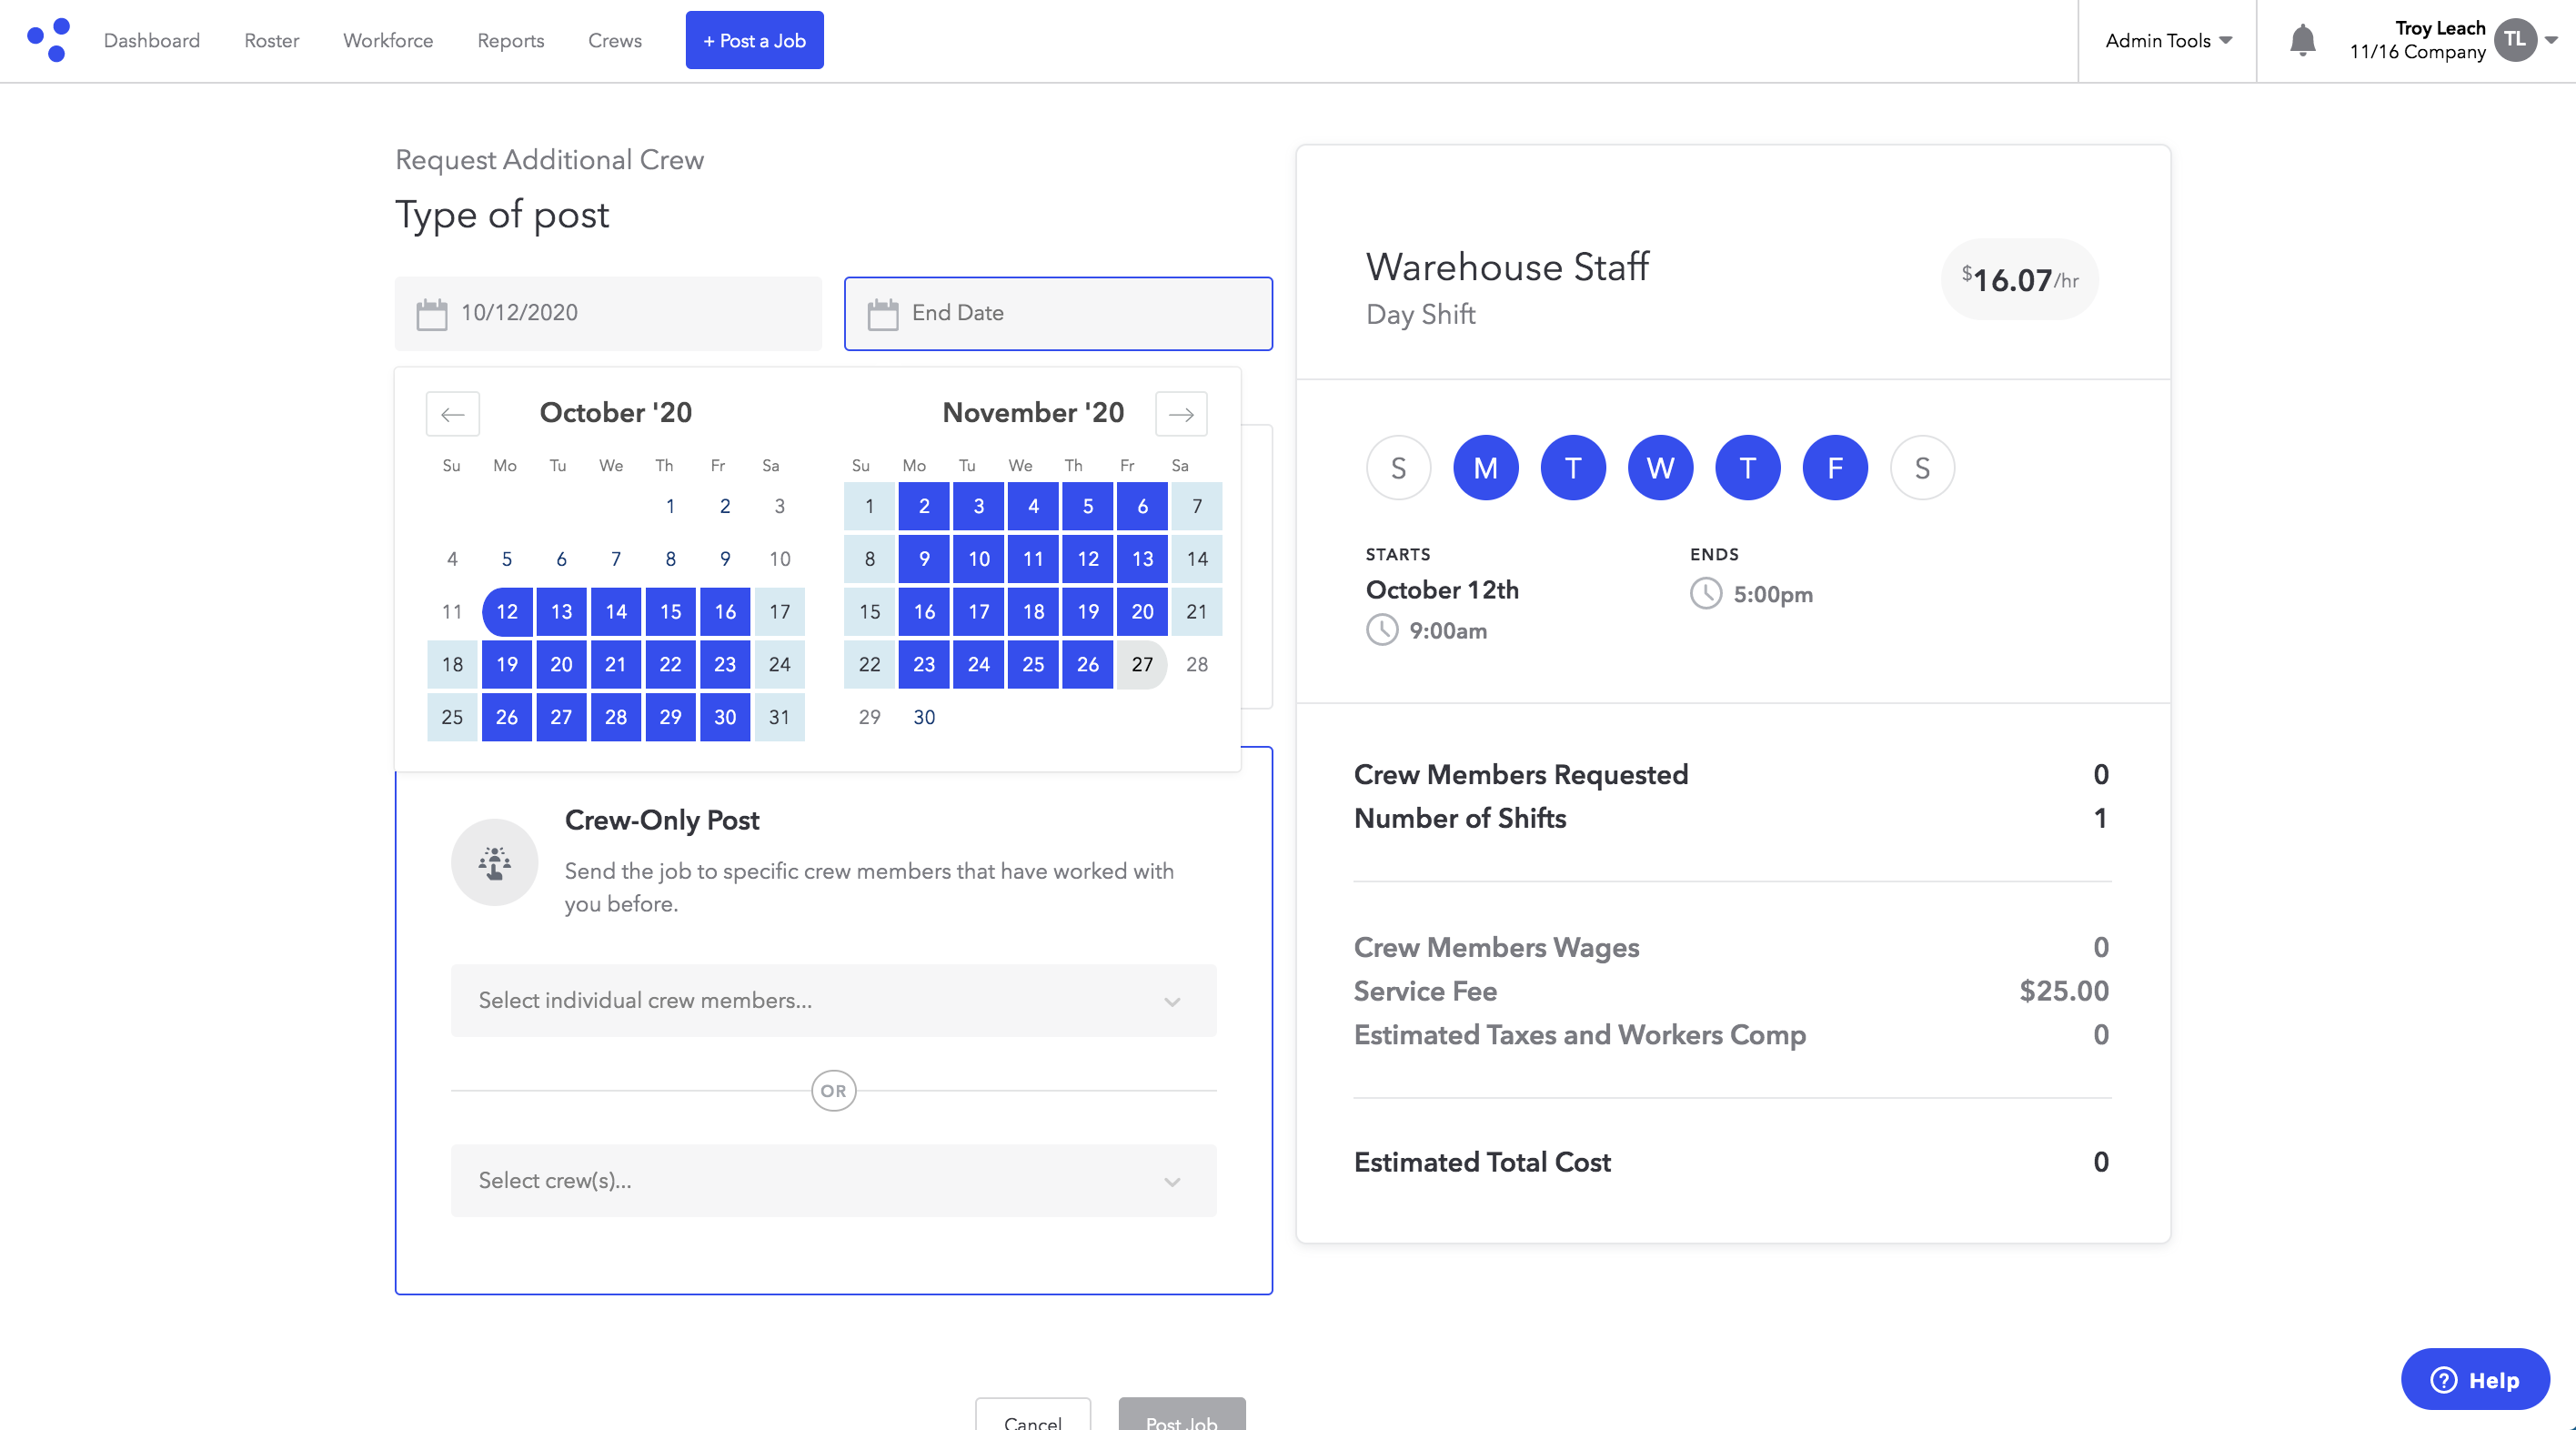 Dashboard Roster Workforce Reports Crews + Post a Job Admin Tools Troy Leach TL
11/16 Company
Request Additional Crew
Type of post
10/12/2020 End Date
October '20 November '20
Su Mo Tu We Th Fr Sa Su Mo Tu We Th Fr Sa
1 2 3 1 2 3 4 5 6 7
4 5 6 7 8 9 10 8 9 10 11 12 13 14
11 12 13 14 15 16 17 15 16 17 18 19 20 21
18 19 20 21 22 23 24 22 23 24 25 26 27 28
25 26 27 28 29 30 31 29 30
Crew-Only Post
Send the job to specific crew members that have worked with
you before.
Select individual crew members...
OR
Select crew(s)...
Cancel Post Job
Warehouse Staff
$16.07/hr
Day Shift
S M T W T F S
STARTS ENDS
October 12th
5:00pm
9:00am
Crew Members Requested 0
Number of Shifts 1
Crew Members Wages 0
Service Fee $25.00
Estimated Taxes and Workers Comp 0
Estimated Total Cost 0
? Help